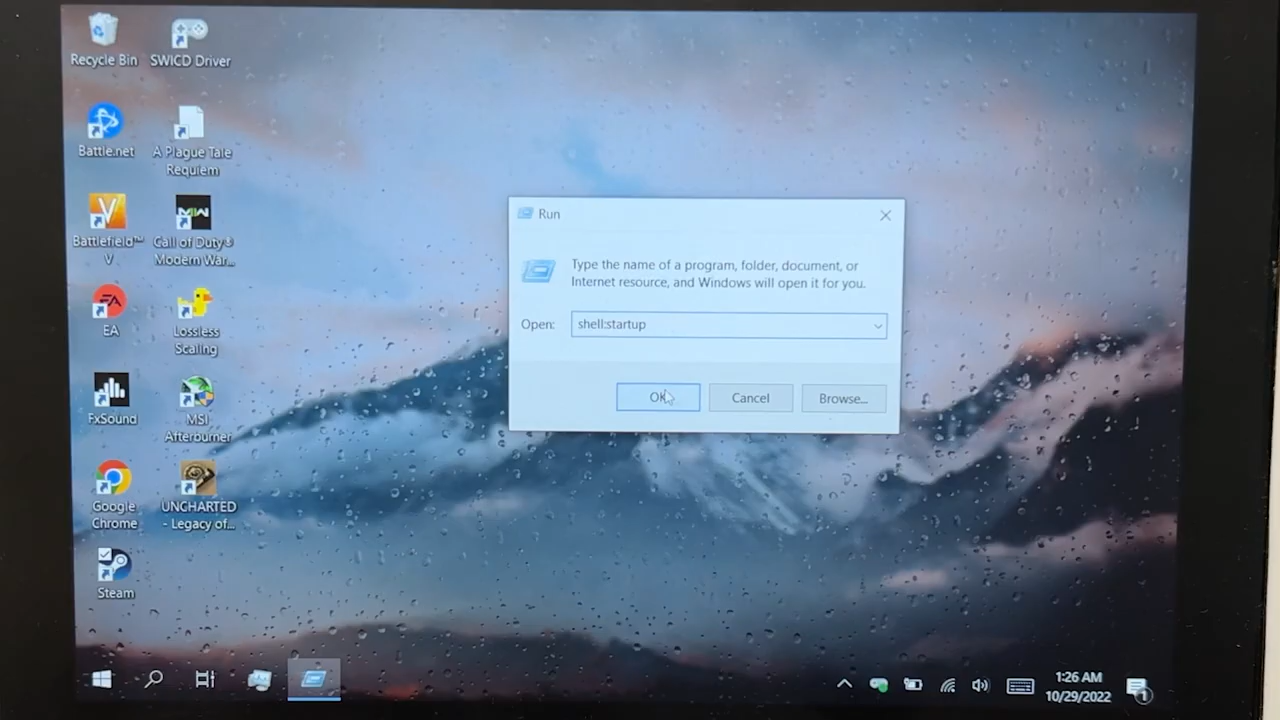 Recycle Bin
SWICD Driver
Battle.net
A Plague Tale
Requiem
Battlefield™
V
Call of Duty®
Modern War...
EA
Lossless
Scaling
FxSound
MSI
Afterburner
Google
Chrome
UNCHARTED
- Legacy of...
Steam
Run
Type the name of a program, folder, document, or
Internet resource, and Windows will open it for you.
Open:
shell:startup
OK
Cancel
Browse...
1:26 AM
10/29/2022
1